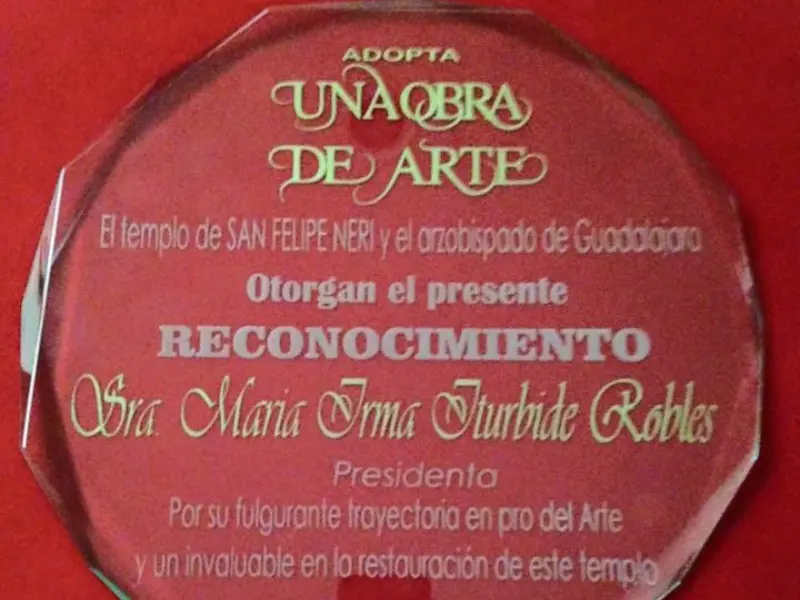 ADOPTA
UNA OBRA
DE ARTE
El templo de SAN FELIPE NERI y el arzobispado de Guadalajara
Otorgan el presente
RECONOCIMIENTO
Sra. Maria Irma Iturbide Robles
Presidenta
Por su fulgurante trayectoria en pro del Arte
y un invaluable en la restauración de este templo